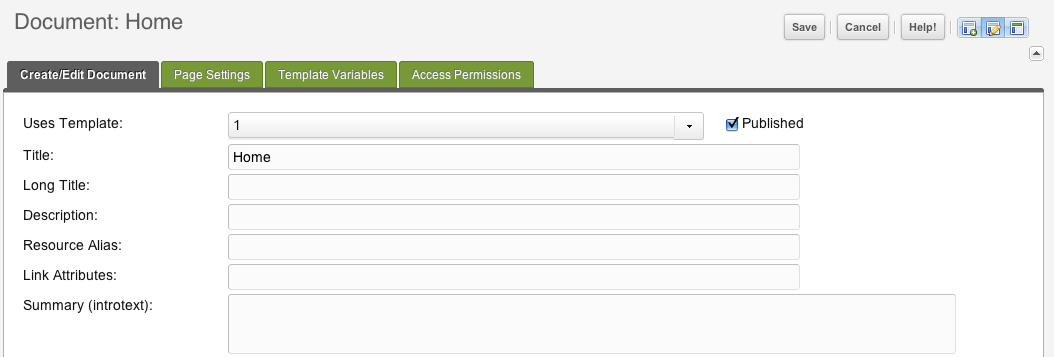 Document: Home
Save Cancel Help!
Create/Edit Document Page Settings Template Variables Access Permissions
Uses Template: 1 Published
Title: Home
Long Title:
Description:
Resource Alias:
Link Attributes:
Summary (introtext):